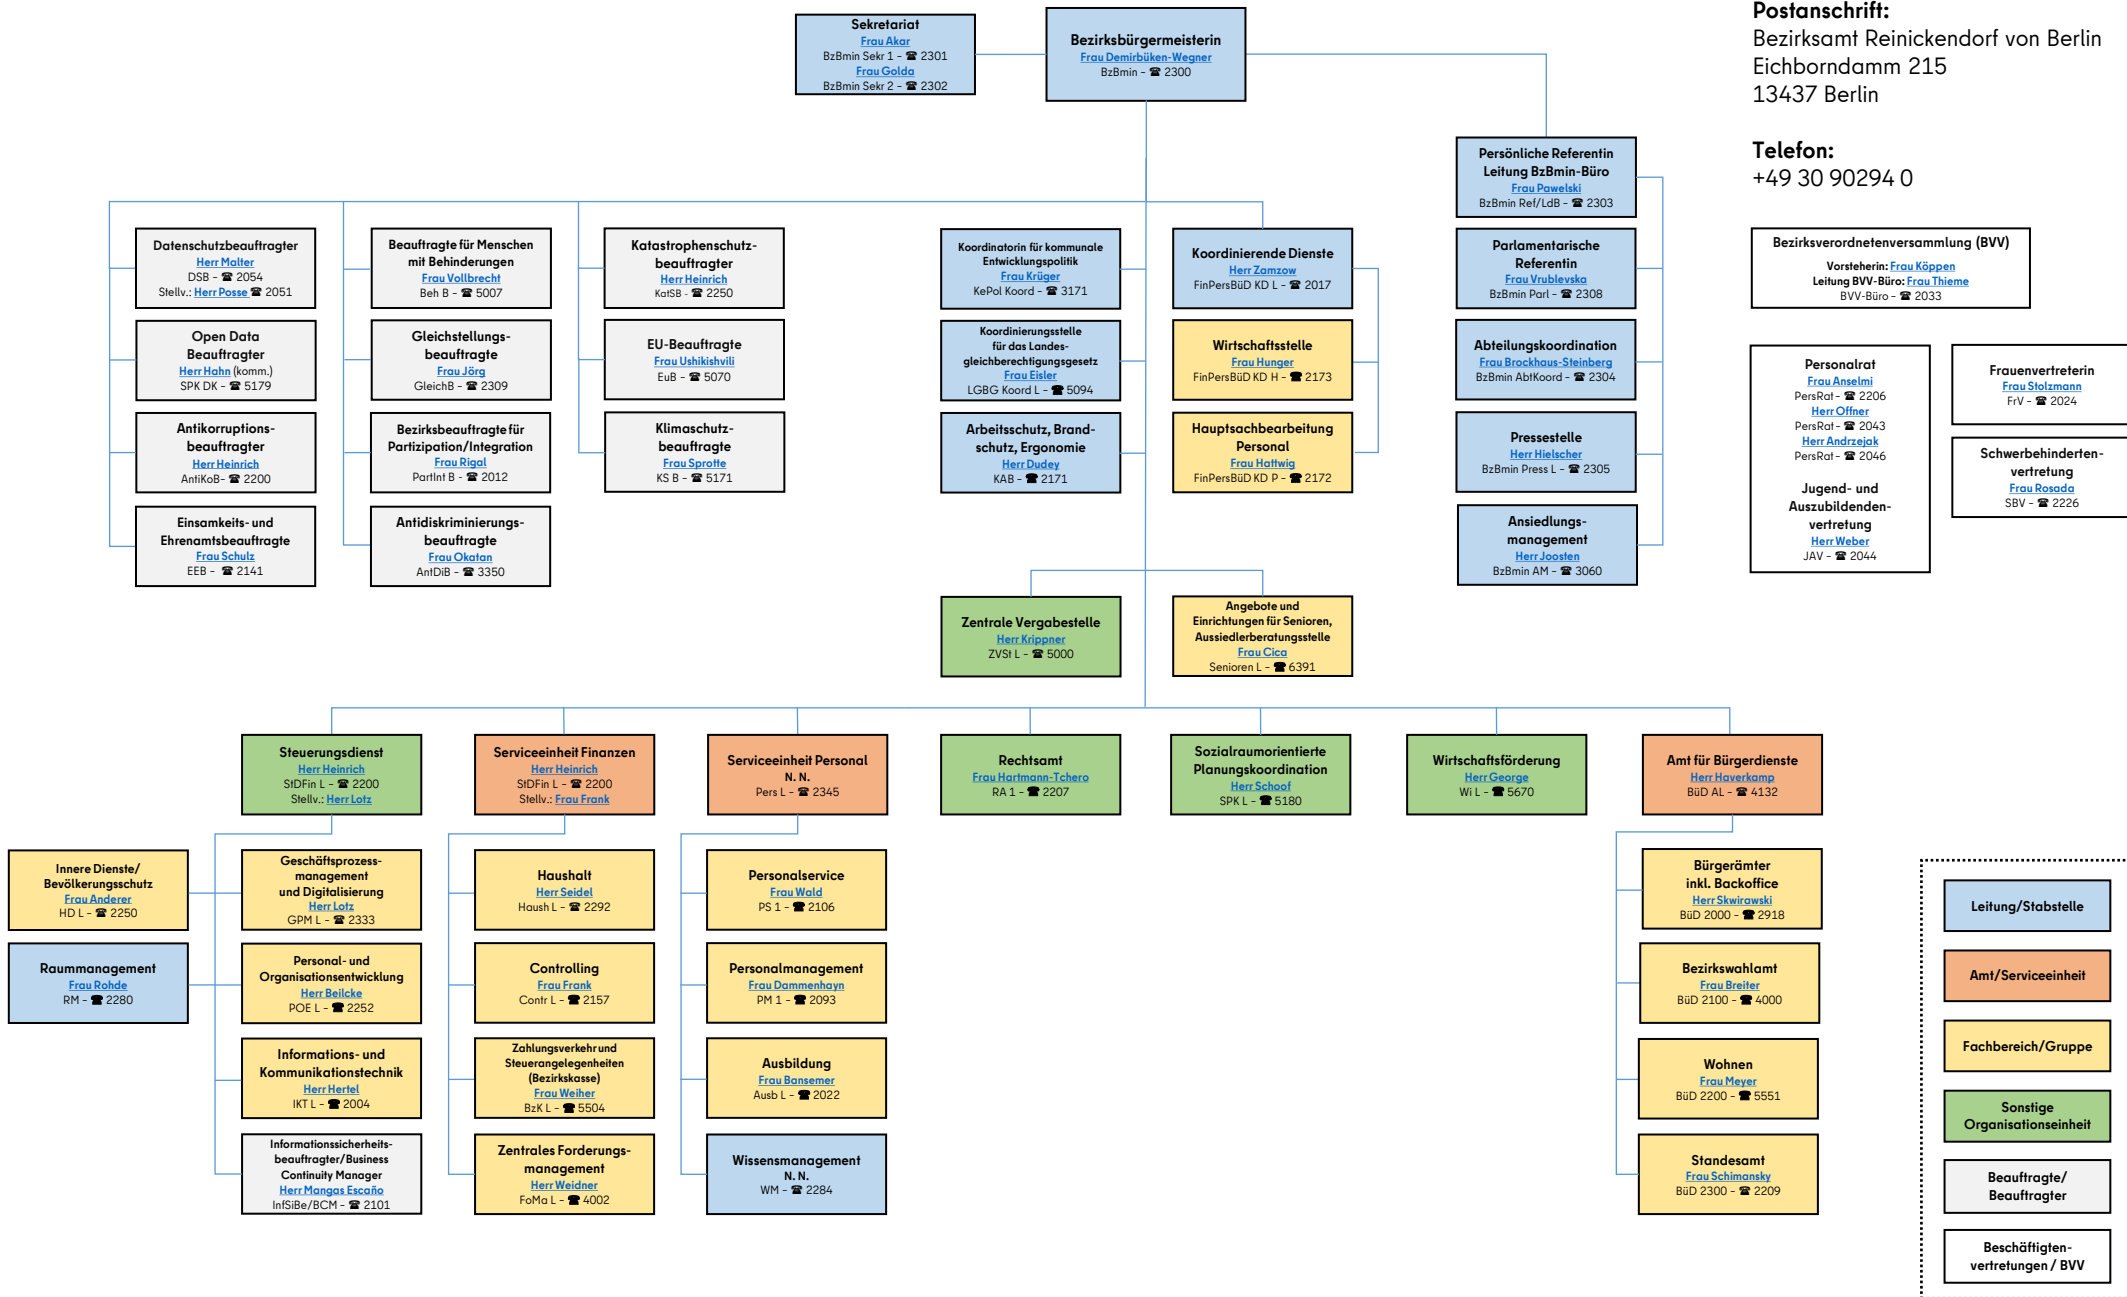 Postanschrift:
Bezirksamt Reinickendorf von Berlin
Eichborndamm 215
13437 Berlin
Telefon:
+49 30 90294 0
Sekretariat
Frau Akar
BzBmin Sekr 1 - ☎ 2301
Frau Golda
BzBmin Sekr 2 - ☎ 2302
Bezirksbürgermeisterin
Frau Demirbüken-Wegner
BzBmin - ☎ 2300
Persönliche Referentin
Leitung BzBmin-Büro
Frau Pawelski
BzBmin Ref/LdB - ☎ 2303
Parlamentarische
Referentin
Frau Vrublevska
BzBmin Parl - ☎ 2308
Abteilungskoordination
Frau Brockhaus-Steinberg
BzBmin AbtKoord - ☎ 2304
Pressestelle
Herr Hielscher
BzBmin Press L - ☎ 2305
Ansiedlungs-
management
Herr Joosten
BzBmin AM - ☎ 3060
Bezirksverordnetenversammlung (BVV)
Vorsteherin: Frau Köppen
Leitung BVV-Büro: Frau Thieme
BVV-Büro - ☎ 2033
Personalrat
Frau Anselmi
PersRat - ☎ 2206
Herr Offner
PersRat - ☎ 2043
Herr Andrzejak
PersRat - ☎ 2046
Jugend- und
Auszubildenden-
vertretung
Herr Weber
JAV - ☎ 2044
Frauenvertreterin
Frau Stolzmann
FrV - ☎ 2024
Schwerbehinderten-
vertretung
Frau Rosada
SBV - ☎ 2226
Datenschutzbeauftragter
Herr Malter
DSB - ☎ 2054
Stellv.: Herr Posse ☎ 2051
Open Data
Beauftragter
Herr Hahn (komm.)
SPK DK - ☎ 5179
Antikorruptions-
beauftragter
Herr Heinrich
AntiKoB- ☎ 2200
Einsamkeits- und
Ehrenamtsbeauftragte
Frau Schulz
EEB - ☎ 2141
Beauftragte für Menschen
mit Behinderungen
Frau Vollbrecht
Beh B - ☎ 5007
Gleichstellungs-
beauftragte
Frau Jörg
GleichB - ☎ 2309
Bezirksbeauftragte für
Partizipation/Integration
Frau Rigal
PartInt B - ☎ 2012
Antidiskriminierungs-
beauftragte
Frau Okatan
AntDiB - ☎ 3350
Katastrophenschutz-
beauftragter
Herr Heinrich
KatSB - ☎ 2250
EU-Beauftragte
Frau Ushikishvili
EuB - ☎ 5070
Klimaschutz-
beauftragte
Frau Sprotte
KS B - ☎ 5171
Koordinatorin für kommunale
Entwicklungspolitik
Frau Krüger
KePol Koord - ☎ 3171
Koordinierungsstelle
für das Landes-
gleichberechtigungsgesetz
Frau Eisler
LGBG Koord L - ☎ 5094
Arbeitsschutz, Brand-
schutz, Ergonomie
Herr Dudey
KAB - ☎ 2171
Koordinierende Dienste
Herr Zamzow
FinPersBüD KD L - ☎ 2017
Wirtschaftsstelle
Frau Hunger
FinPersBüD KD H - ☎ 2173
Hauptsachbearbeitung
Personal
Frau Hattwig
FinPersBüD KD P - ☎ 2172
Zentrale Vergabestelle
Herr Krippner
ZVSt L - ☎ 5000
Angebote und
Einrichtungen für Senioren,
Aussiedlerberatungsstelle
Frau Cica
Senioren L - ☎ 6391
Steuerungsdienst
Herr Heinrich
StDFin L - ☎ 2200
Stellv.: Herr Lotz
Serviceeinheit Finanzen
Herr Heinrich
StDFin L - ☎ 2200
Stellv.: Frau Frank
Serviceeinheit Personal
N. N.
Pers L - ☎ 2345
Rechtsamt
Frau Hartmann-Tchero
RA 1 - ☎ 2207
Sozialraumorientierte
Planungskoordination
Herr Schoof
SPK L - ☎ 5180
Wirtschaftsförderung
Herr George
Wi L - ☎ 5670
Amt für Bürgerdienste
Herr Haverkamp
BüD AL - ☎ 4132
Innere Dienste/
Bevölkerungsschutz
Frau Anderer
HD L - ☎ 2250
Raummanagement
Frau Rohde
RM - ☎ 2280
Geschäftsprozess-
management
und Digitalisierung
Herr Lotz
GPM L - ☎ 2333
Personal- und
Organisationsentwicklung
Herr Beilcke
POE L - ☎ 2252
Informations- und
Kommunikationstechnik
Herr Hertel
IKT L - ☎ 2004
Informationssicherheits-
beauftragter/Business
Continuity Manager
Herr Mangas Escaño
InfSiBe/BCM - ☎ 2101
Haushalt
Herr Seidel
Haush L - ☎ 2292
Controlling
Frau Frank
Contr L - ☎ 2157
Zahlungsverkehr und
Steuerangelegenheiten
(Bezirkskasse)
Frau Weiher
BzK L - ☎ 5504
Zentrales Forderungs-
management
Herr Weidner
FoMa L - ☎ 4002
Personalservice
Frau Wald
PS 1 - ☎ 2106
Personalmanagement
Frau Dammenhayn
PM 1 - ☎ 2093
Ausbildung
Frau Bansemer
Ausb L - ☎ 2022
Wissensmanagement
N. N.
WM - ☎ 2284
Bürgerämter
inkl. Backoffice
Herr Skwirawski
BüD 2000 - ☎ 2918
Bezirkswahlamt
Frau Breiter
BüD 2100 - ☎ 4000
Wohnen
Frau Meyer
BüD 2200 - ☎ 5551
Standesamt
Frau Schimansky
BüD 2300 - ☎ 2209
Leitung/Stabstelle
Amt/Serviceeinheit
Fachbereich/Gruppe
Sonstige
Organisationseinheit
Beauftragte/
Beauftragter
Beschäftigten-
vertretungen / BVV